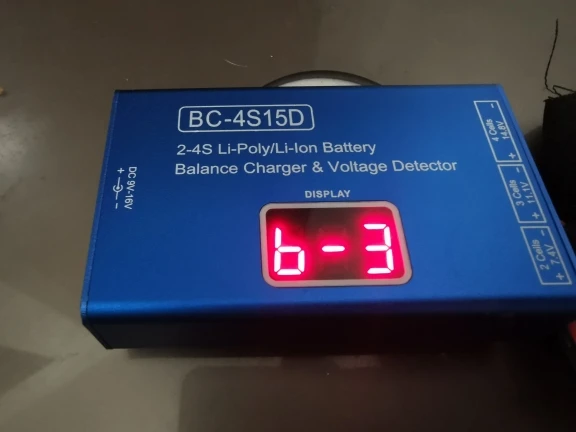 BC-4S15D
2-4S Li-Poly/Li-Ion Battery
Balance Charger & Voltage Detector
DISPLAY
b-3
+ -
DC 9V-16V
4 Cells -
14.8V +
3 Cells -
11.1V +
2 Cells -
7.4V +